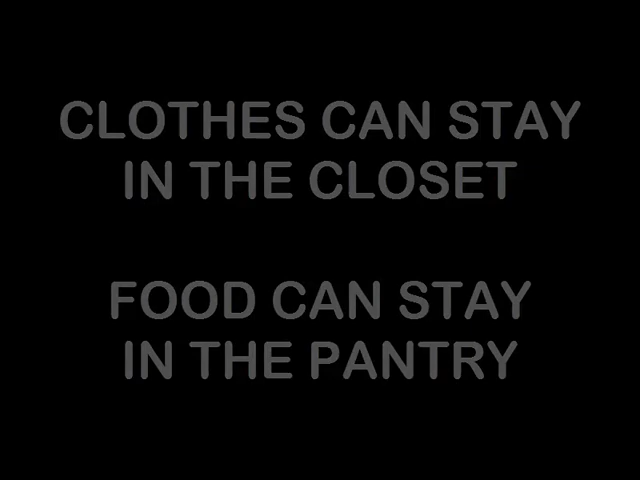 CLOTHES CAN STAY
IN THE CLOSET
FOOD CAN STAY
IN THE PANTRY